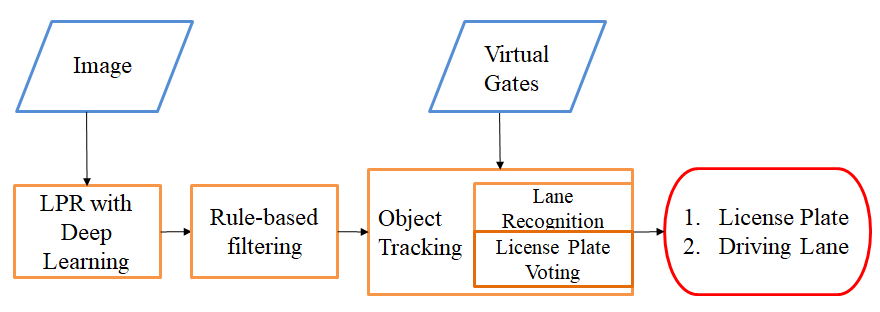 Image
Virtual
Gates
LPR with
Deep
Learning
Rule-based
filtering
Object
Tracking
Lane
Recognition
License Plate
Voting
1. License Plate
2. Driving Lane